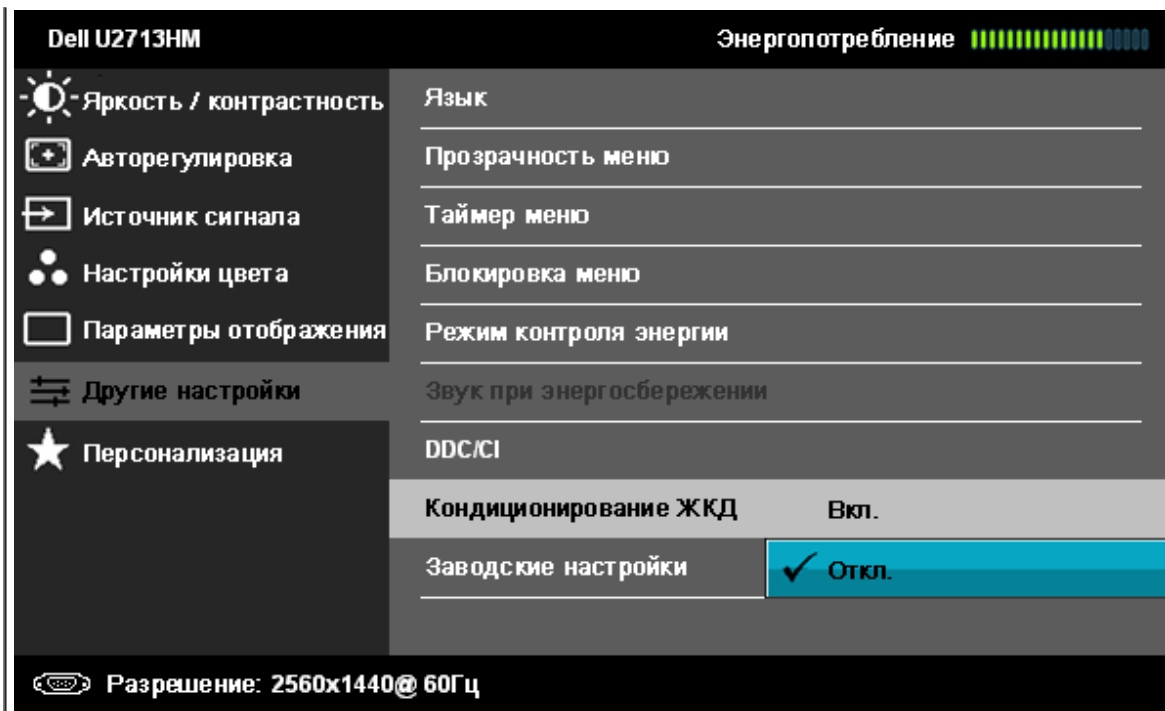 Dell U2713HM
Энергопотребление
Яркость / контрастность
Авторегулировка
Источник сигнала
Настройки цвета
Параметры отображения
Другие настройки
Персонализация
Язык
Прозрачность меню
Таймер меню
Блокировка меню
Режим контроля энергии
Звук при энергосбережении
DDC/CI
Кондиционирование ЖКД Вкл.
Заводские настройки Откл.
Разрешение: 2560x1440@ 60Гц